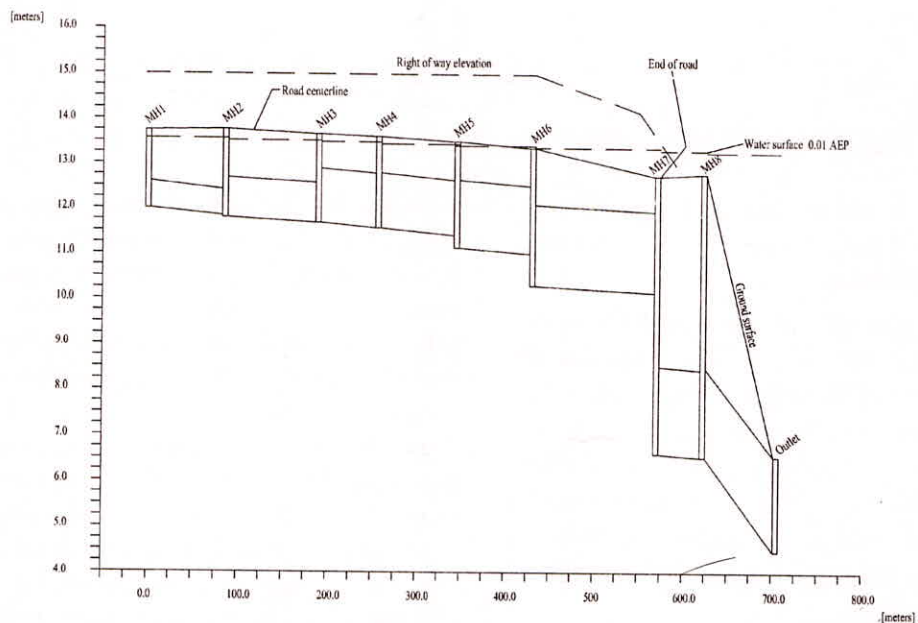 [meters]
16.0
15.0
14.0
13.0
12.0
11.0
10.0
9.0
8.0
7.0
6.0
5.0
4.0
Right of way elevation
End of road
Road centerline
MH1
MH2
MH3
MH4
MH5
MH6
MH7
MH8
Water surface 0.01 AEP
Ground surface
Outlet
0.0
100.0
200.0
300.0
400.0
500
600.0
700.0
800.0
[meters]